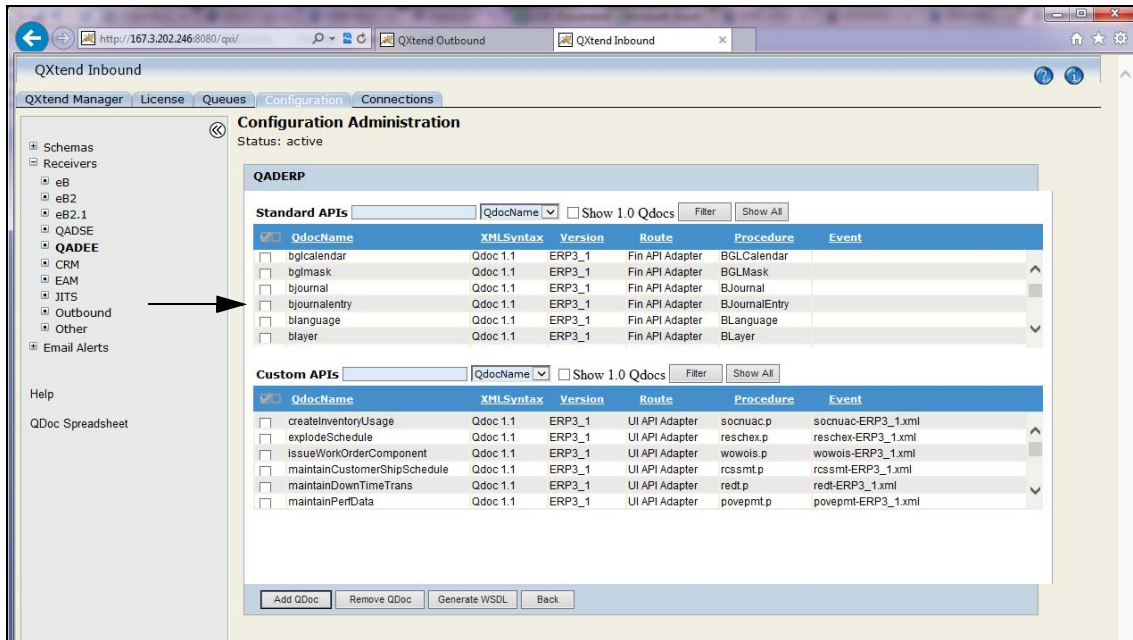 http://167.3.202.246:8080/qxi/
QXtend Outbound
QXtend Inbound
QXtend Inbound
QXtend Manager License Queues Configuration Connections
Configuration Administration
Status: active
Schemas
Receivers
eB
eB2
eB2.1
QADSE
QADEE
CRM
EAM
JITS
Outbound
Other
Email Alerts
Help
QDoc Spreadsheet
QADERP
Standard APIs QdocName Show 1.0 Qdocs Filter Show All
QdocName XMLSyntax Version Route Procedure Event
bglcalendar Qdoc 1.1 ERP3_1 Fin API Adapter BGLCalendar
bglmask Qdoc 1.1 ERP3_1 Fin API Adapter BGLMask
bjournal Qdoc 1.1 ERP3_1 Fin API Adapter BJournal
bjournalentry Qdoc 1.1 ERP3_1 Fin API Adapter BJournalEntry
blanguage Qdoc 1.1 ERP3_1 Fin API Adapter BLanguage
blayer Qdoc 1.1 ERP3_1 Fin API Adapter BLayer
Custom APIs QdocName Show 1.0 Qdocs Filter Show All
QdocName XMLSyntax Version Route Procedure Event
createInventoryUsage Qdoc 1.1 ERP3_1 UI API Adapter socnuac.p socnuac-ERP3_1.xml
explodeSchedule Qdoc 1.1 ERP3_1 UI API Adapter reschex.p reschex-ERP3_1.xml
issueWorkOrderComponent Qdoc 1.1 ERP3_1 UI API Adapter wowois.p wowois-ERP3_1.xml
maintainCustomerShipSchedule Qdoc 1.1 ERP3_1 UI API Adapter rcssmt.p rcssmt-ERP3_1.xml
maintainDownTimeTrans Qdoc 1.1 ERP3_1 UI API Adapter redt.p redt-ERP3_1.xml
maintainPerfData Qdoc 1.1 ERP3_1 UI API Adapter povepmt.p povepmt-ERP3_1.xml
Add QDoc Remove QDoc Generate WSDL Back